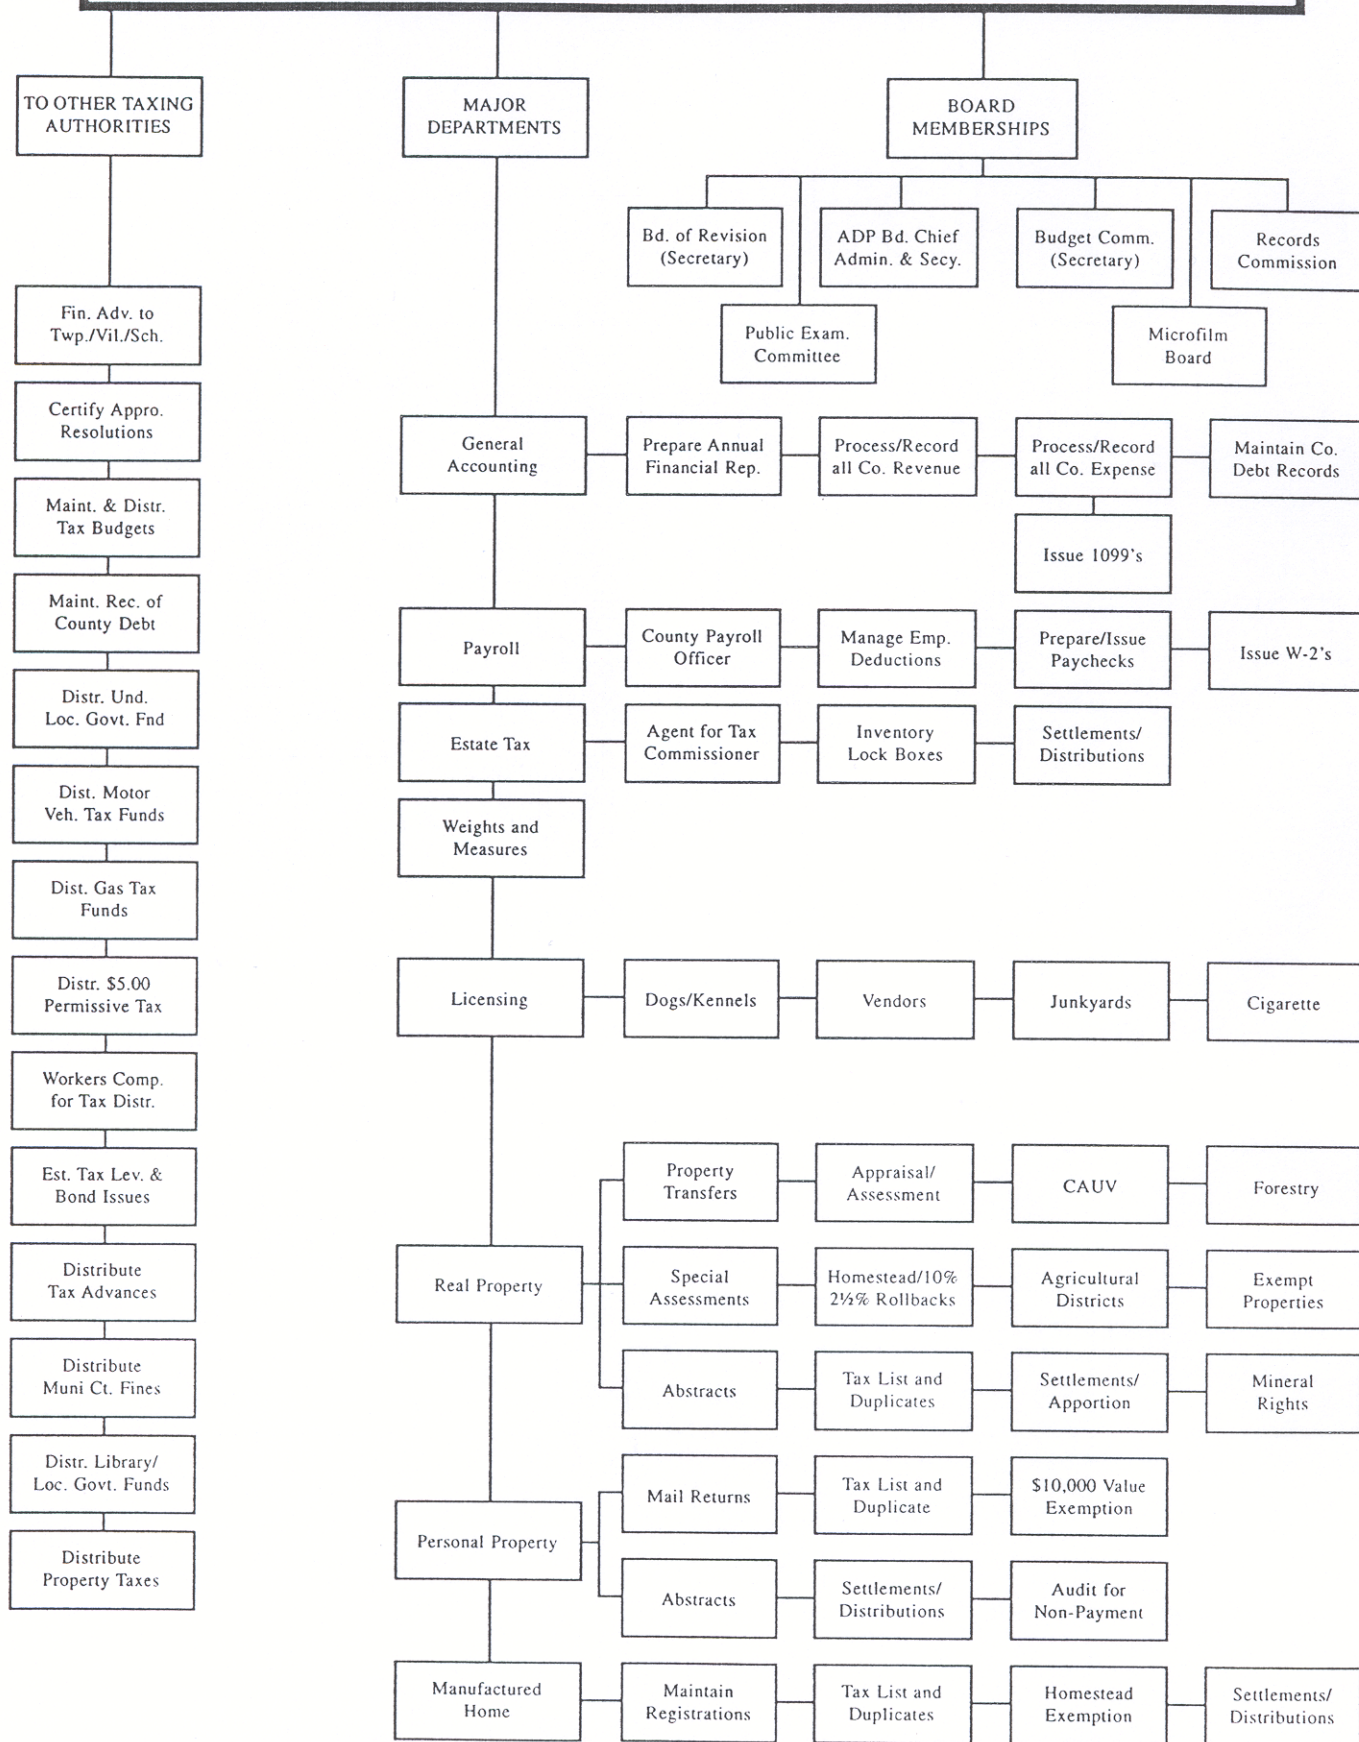 TO OTHER TAXING
AUTHORITIES
MAJOR
DEPARTMENTS
BOARD
MEMBERSHIPS
Bd. of Revision
(Secretary)
ADP Bd. Chief
Admin. & Secy.
Budget Comm.
(Secretary)
Records
Commission
Public Exam.
Committee
Microfilm
Board
Fin. Adv. to
Twp./Vil./Sch.
Certify Appro.
Resolutions
Maint. & Distr.
Tax Budgets
Maint. Rec. of
County Debt
Distr. Und.
Loc. Govt. Fnd
Dist. Motor
Veh. Tax Funds
Dist. Gas Tax
Funds
Distr. $5.00
Permissive Tax
Workers Comp.
for Tax Distr.
Est. Tax Lev. &
Bond Issues
Distribute
Tax Advances
Distribute
Muni Ct. Fines
Distr. Library/
Loc. Govt. Funds
Distribute
Property Taxes
General
Accounting
Prepare Annual
Financial Rep.
Process/Record
all Co. Revenue
Process/Record
all Co. Expense
Maintain Co.
Debt Records
Issue 1099's
Payroll
County Payroll
Officer
Manage Emp.
Deductions
Prepare/Issue
Paychecks
Issue W-2's
Estate Tax
Agent for Tax
Commissioner
Inventory
Lock Boxes
Settlements/
Distributions
Weights and
Measures
Licensing
Dogs/Kennels
Vendors
Junkyards
Cigarette
Real Property
Property
Transfers
Appraisal/
Assessment
CAUV
Forestry
Special
Assessments
Homestead/10%
2½% Rollbacks
Agricultural
Districts
Exempt
Properties
Abstracts
Tax List and
Duplicates
Settlements/
Apportion
Mineral
Rights
Personal Property
Mail Returns
Tax List and
Duplicate
$10,000 Value
Exemption
Abstracts
Settlements/
Distributions
Audit for
Non-Payment
Manufactured
Home
Maintain
Registrations
Tax List and
Duplicates
Homestead
Exemption
Settlements/
Distributions